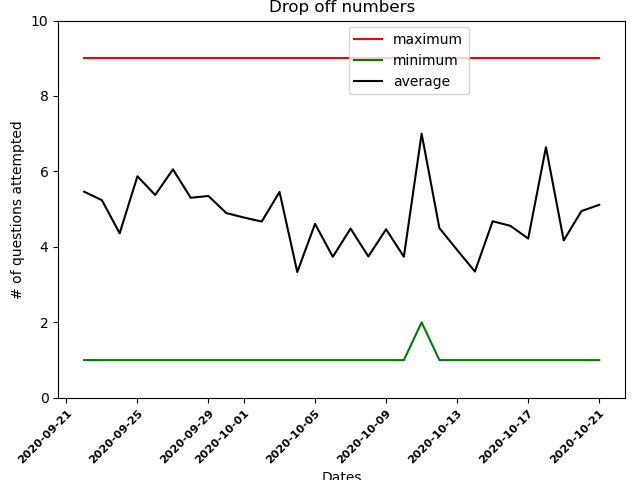 Drop off numbers
maximum
minimum
average
# of questions attempted
10
8
6
4
2
0
2020-09-21
2020-09-25
2020-09-29
2020-10-01
2020-10-05
2020-10-09
2020-10-13
2020-10-17
2020-10-21
Dates